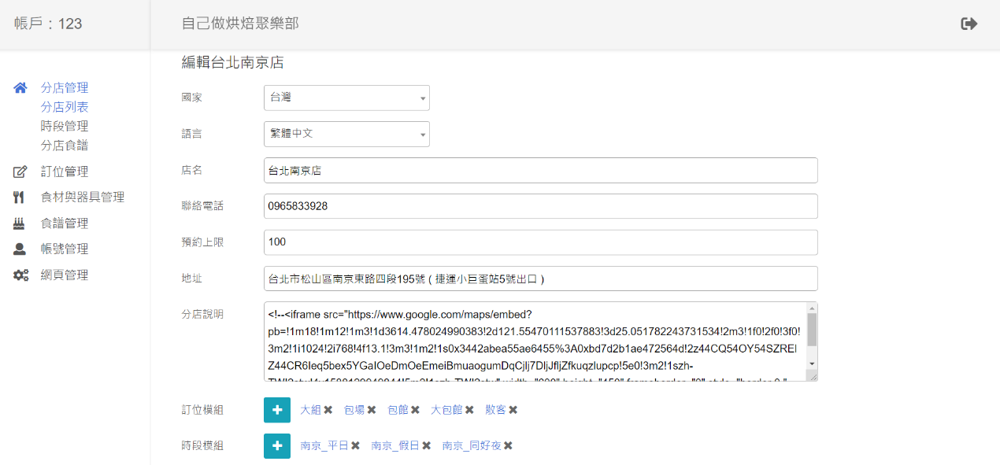 帳戶：123
自己做烘焙聚樂部
分店管理
分店列表
時段管理
分店食譜
訂位管理
食材與器具管理
食譜管理
帳號管理
網頁管理
編輯台北南京店
國家 台灣
語言 繁體中文
店名 台北南京店
聯絡電話 0965833928
預約上限 100
地址 台北市松山區南京東路四段195號 ( 捷運小巨蛋站5號出口 )
分店說明 <!--<iframe src="https://www.google.com/maps/embed?
pb=!1m18!1m12!1m3!1d3614.478024990383!2d121.55470111537883!3d25.051782243731534!2m3!1f0!2f0!3f0!
3m2!1i1024!2i768!4f13.1!3m3!1m2!1s0x3442abea55ae6455%3A0xbd7d2b1ae472564d!2z44CQ54OY54SZREl
Z44CR6Ieq5bex5YGaIOeDmOeEmeiBmuaogumDqCjlj7DljJfljZfkuqzlupcp!5e0!3m2!1szh-
訂位模組 大組 包場 包館 大包館 散客
時段模組 南京_平日 南京_假日 南京_同好夜